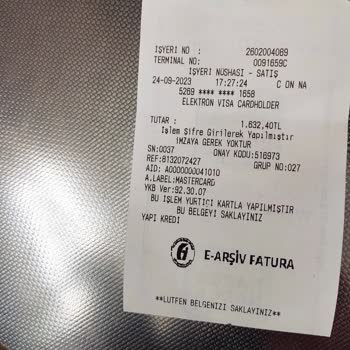 İŞYERİ NO : 2602004089
TERMINAL NO: 0091659C
İŞYERİ NÜSHASI - SATIŞ
24-09-2023 17:27:24 C ON NA
5269 **** **** 1658
ELEKTRON VISA CARDHOLDER
TUTAR : 1.632,40TL
İşlem Şifre Girilerek Yapılmıştır
İMZAYA GEREK YOKTUR
SN:0037 ONAY KODU:516973
REF:8132072427 GRUP NO:027
AID: A0000000041010
A.LABEL:MASTERCARD
YKB Ver:92.30.07
BU İŞLEM YURTİÇİ KARTLA YAPILMIŞTIR
BU BELGEYİ SAKLAYINIZ
YAPI KREDİ
E-ARŞİV FATURA
**LUTFEN BELGENIZI SAKLAYINIZ**